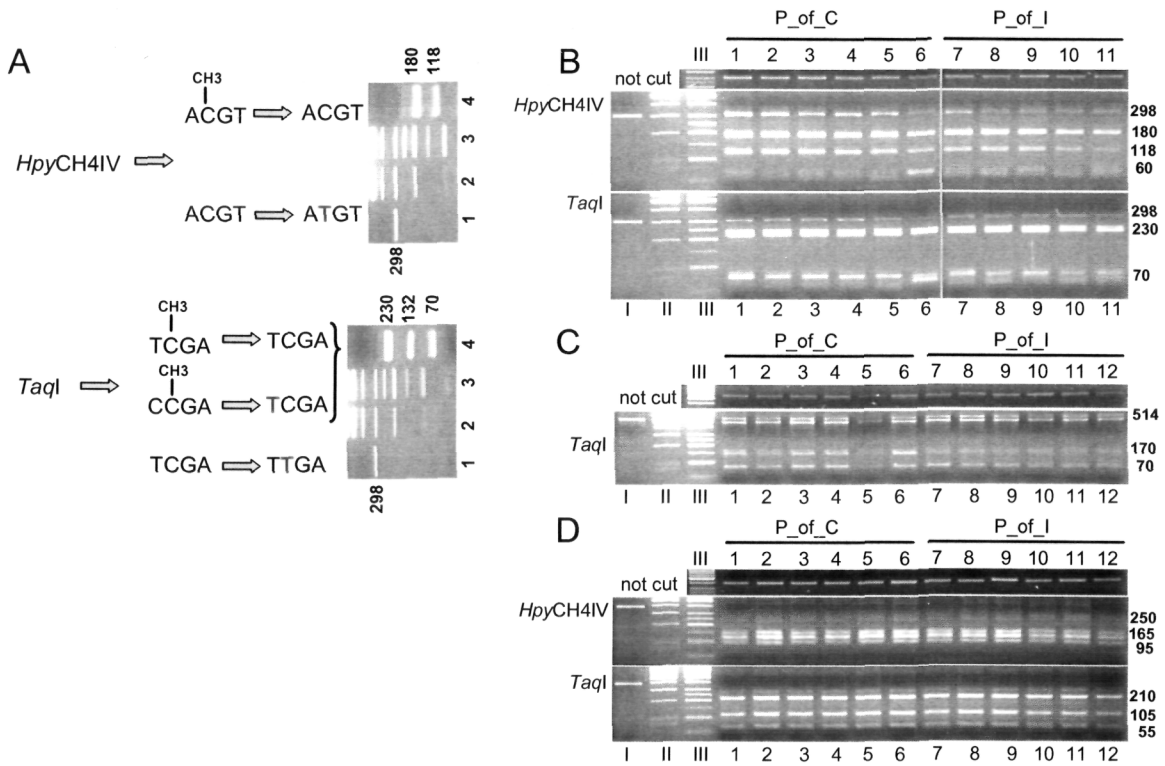 A
180 118
CH3
ACGT ACGT
4
3
HpyCH4IV
2
ACGT ATGT
1
298
230 132 70
CH3
TCGA TCGA
4
CH3
TaqI
3
CCGA TCGA
2
TCGA TTGA
1
298
P_of_C P_of_I
B
III 1 2 3 4 5 6 7 8 9 10 11
not cut
HpyCH4IV
298
180
118
60
TaqI
298
230
70
I II III 1 2 3 4 5 6 7 8 9 10 11
C
P_of_C P_of_I
III 1 2 3 4 5 6 7 8 9 10 11 12
not cut
514
TaqI
170
70
I II III 1 2 3 4 5 6 7 8 9 10 11 12
D
P_of_C P_of_I
III 1 2 3 4 5 6 7 8 9 10 11 12
not cut
HpyCH4IV
250
165
95
TaqI
210
105
55
I II III 1 2 3 4 5 6 7 8 9 10 11 12